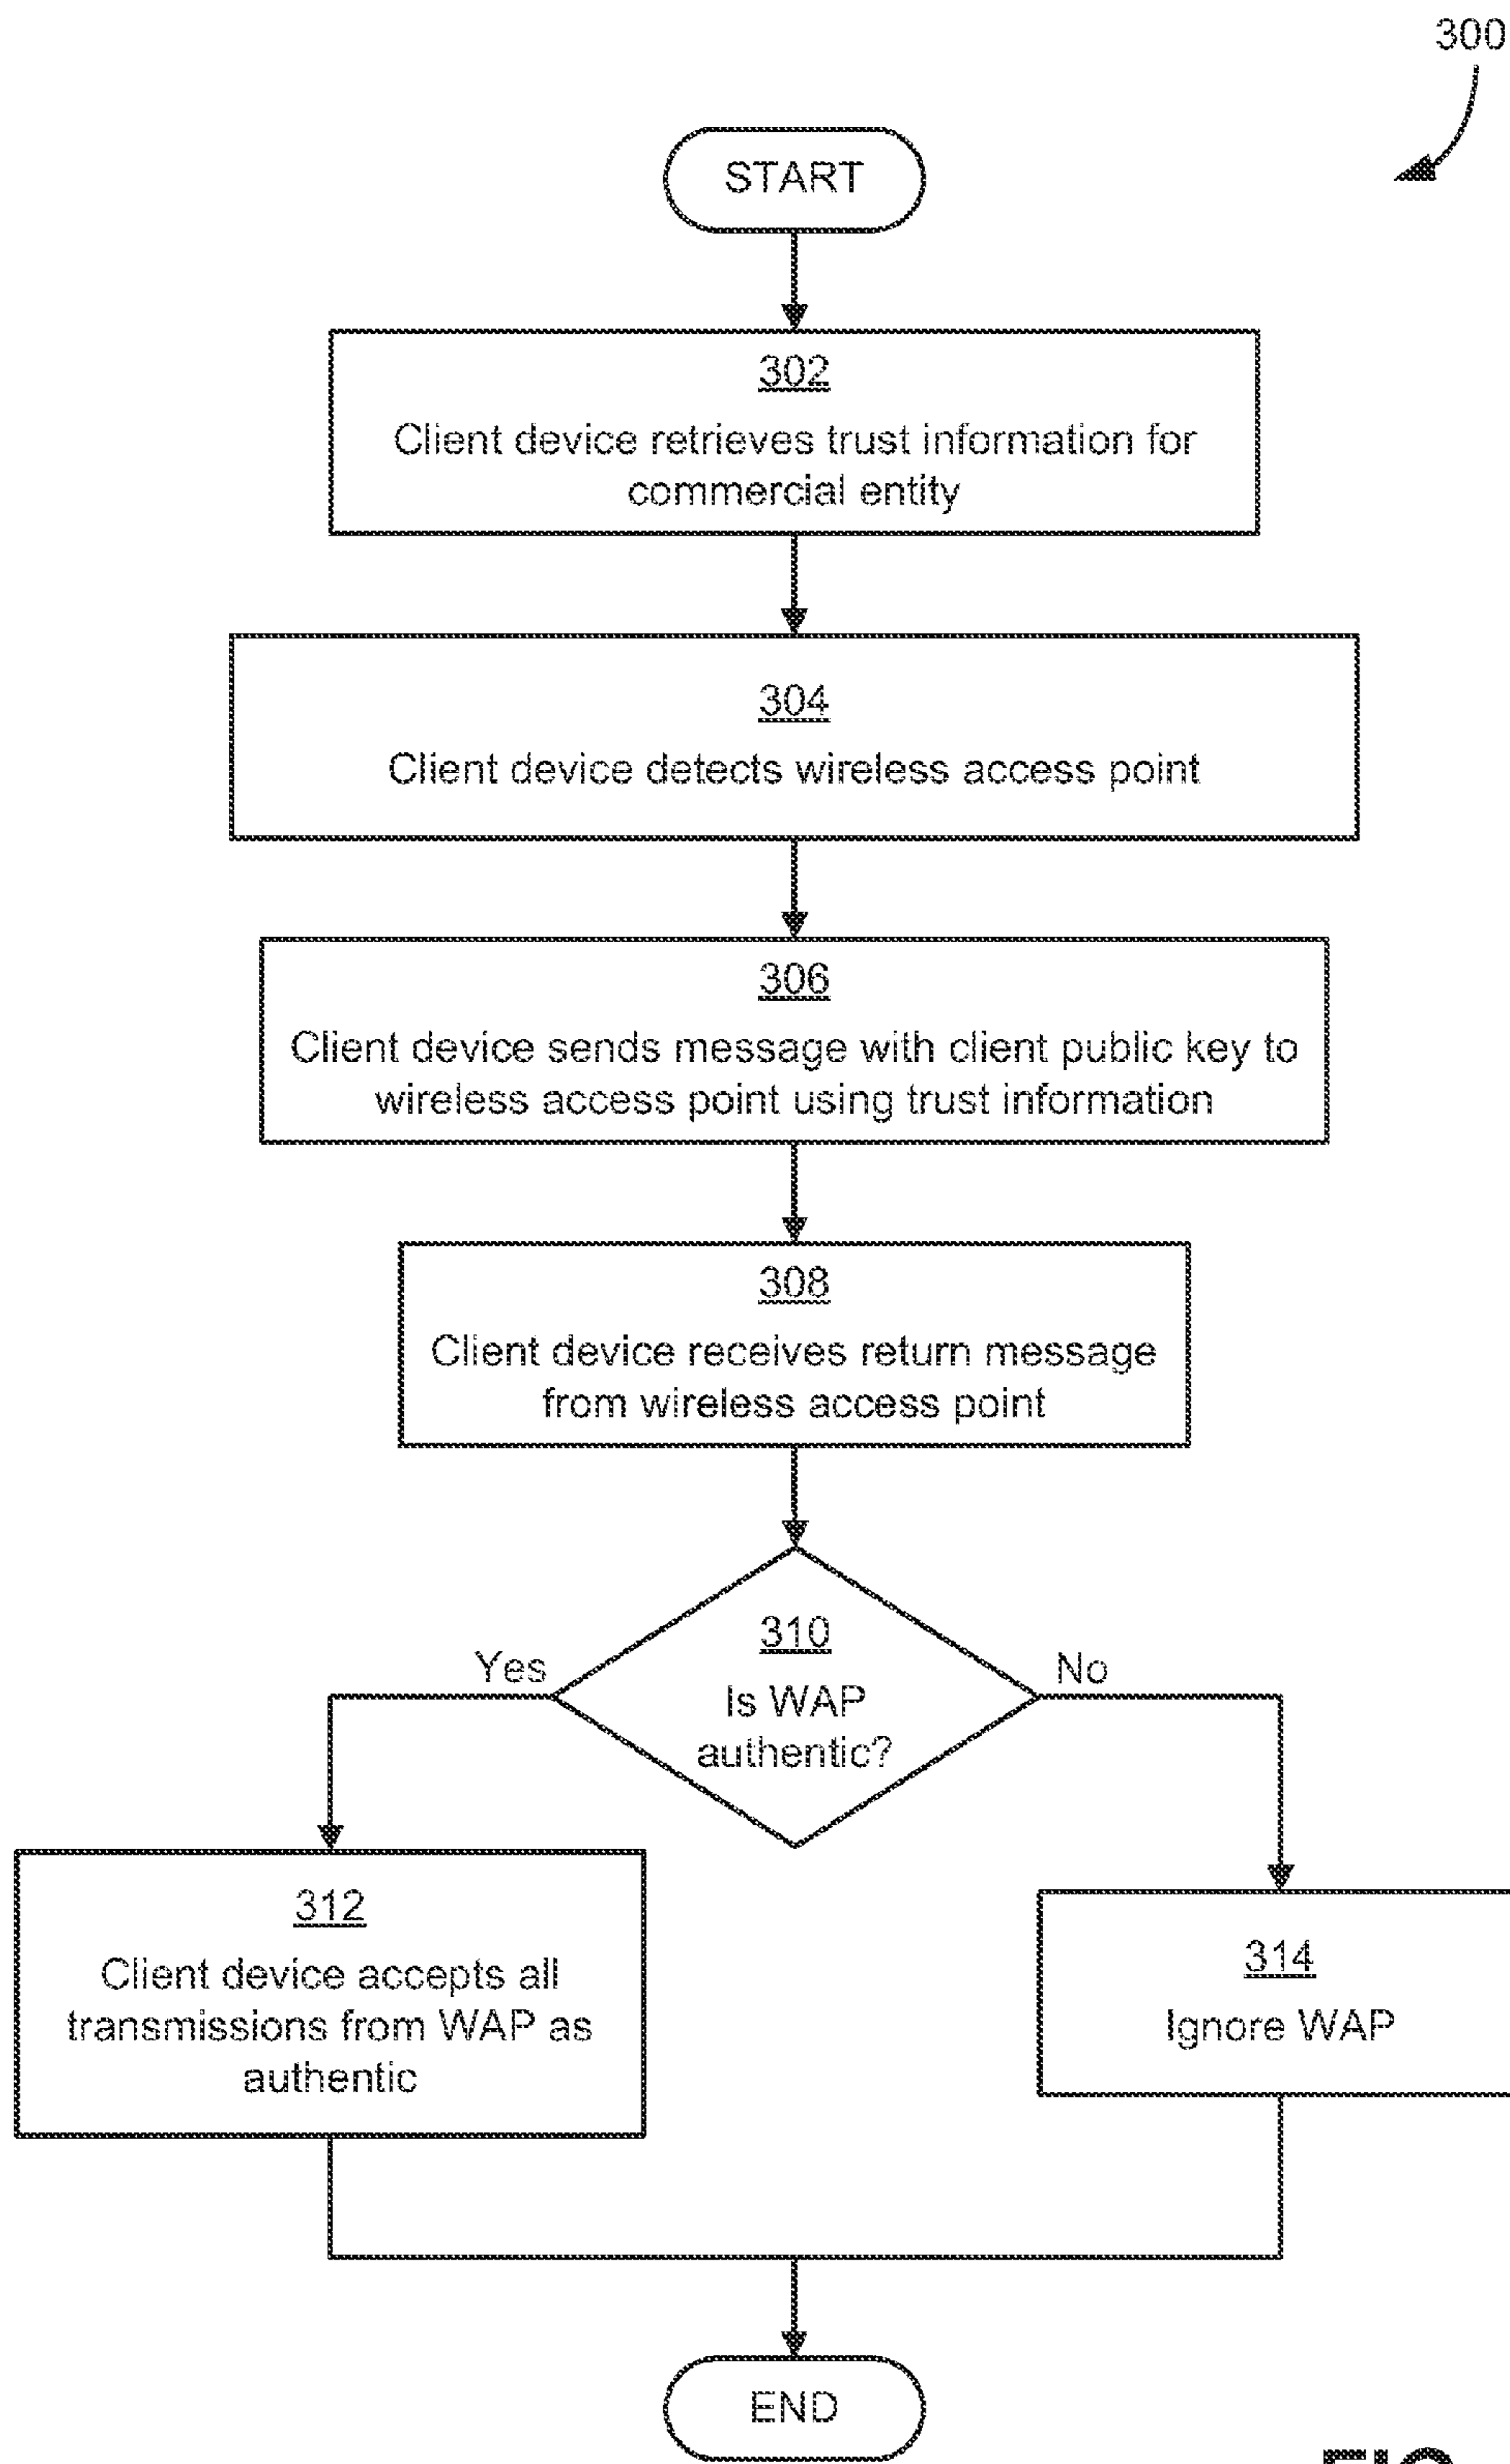 300
START
302
Client device retrieves trust information for
commercial entity
304
Client device detects wireless access point
306
Client device sends message with client public key to
wireless access point using trust information
308
Client device receives return message
from wireless access point
310
Is WAP
authentic?
Yes
No
312
Client device accepts all
transmissions from WAP as
authentic
314
Ignore WAP
END